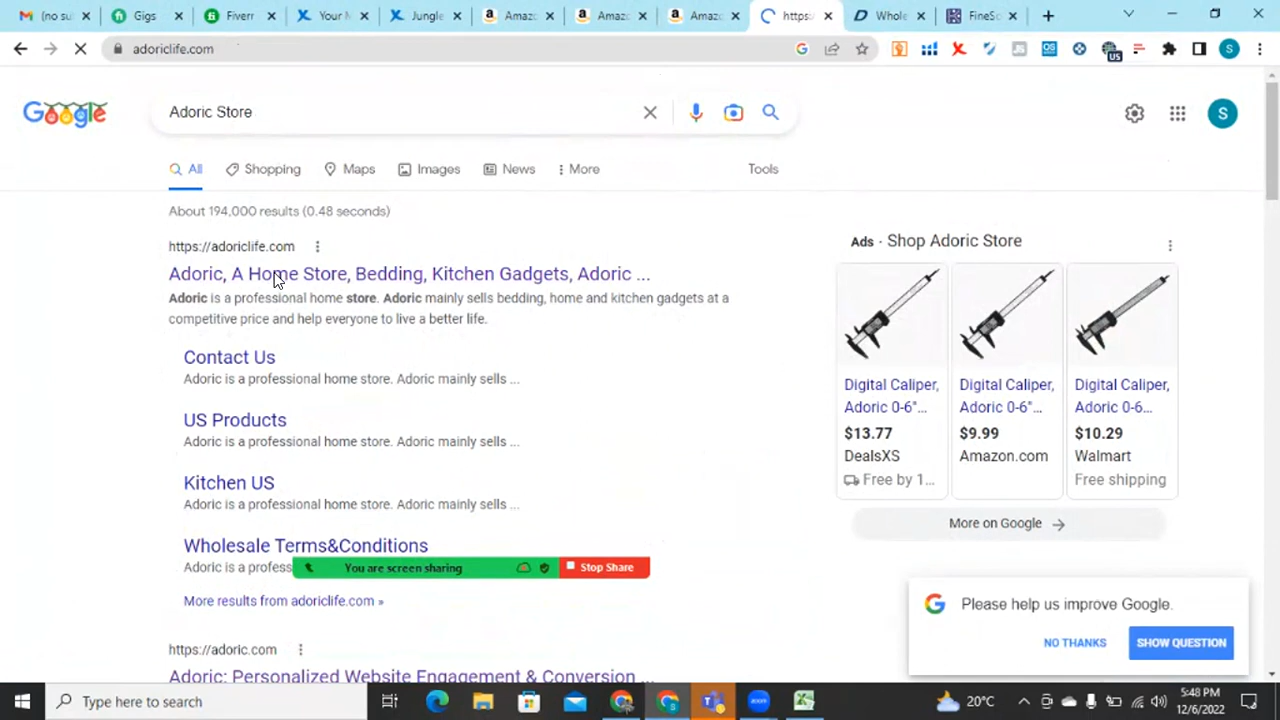 (no sul
Gigs
Fiverr
Your M
Jungle
Amazo
Amazo
Amazo
https:/
Whole
FineSc
adoriclife.com
US
S
Google
Adoric Store
S
All
Shopping
Maps
Images
News
More
Tools
About 194,000 results (0.48 seconds)
https://adoriclife.com
Adoric, A Home Store, Bedding, Kitchen Gadgets, Adoric ...
Adoric is a professional home store. Adoric mainly sells bedding, home and kitchen gadgets at a
competitive price and help everyone to live a better life.
Contact Us
Adoric is a professional home store. Adoric mainly sells ...
US Products
Adoric is a professional home store. Adoric mainly sells ...
Kitchen US
Adoric is a professional home store. Adoric mainly sells ...
Wholesale Terms&Conditions
Adoric is a profess
You are screen sharing
Stop Share
More results from adoriclife.com »
https://adoric.com
Adoric: Personalized Website Engagement & Conversion ...
Ads · Shop Adoric Store
Digital Caliper,
Adoric 0-6"...
$13.77
DealsXS
Free by 1...
Digital Caliper,
Adoric 0-6"...
$9.99
Amazon.com
Digital Caliper,
Adoric 0-6...
$10.29
Walmart
Free shipping
More on Google
Please help us improve Google.
NO THANKS
SHOW QUESTION
Type here to search
20°C
5:48 PM
12/6/2022